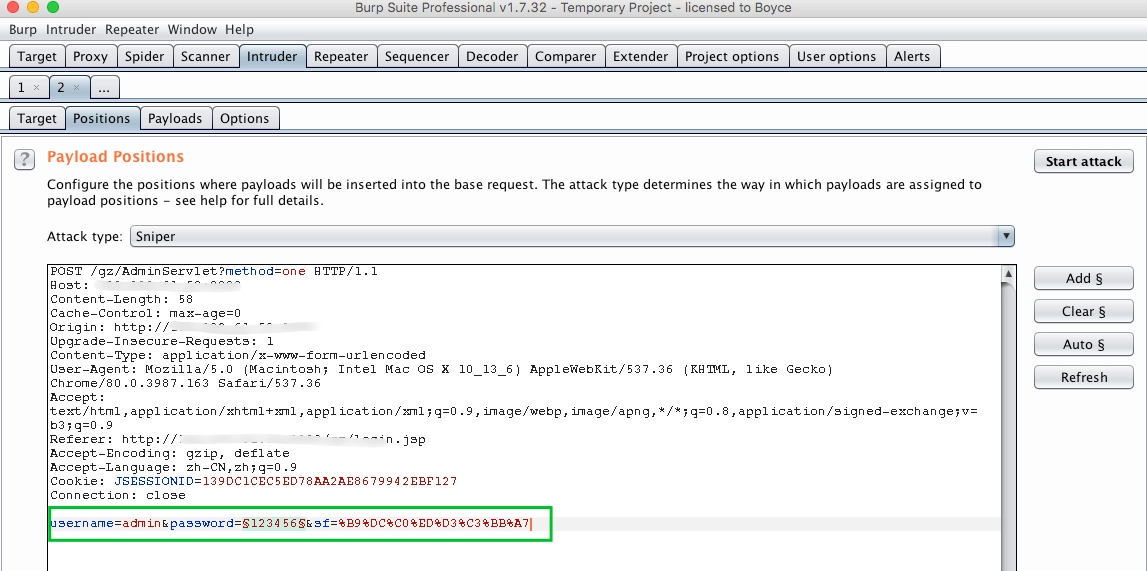 Burp Suite Professional v1.7.32 - Temporary Project - licensed to Boyce
Burp Intruder Repeater Window Help
Target Proxy Spider Scanner Intruder Repeater Sequencer Decoder Comparer Extender Project options User options Alerts
1 × 2 × ...
Target Positions Payloads Options
? Payload Positions
Start attack
Configure the positions where payloads will be inserted into the base request. The attack type determines the way in which payloads are assigned to
payload positions - see help for full details.
Attack type: Sniper
POST /gz/AdminServlet?method=one HTTP/1.1
Host:
Add §
Content-Length: 58
Cache-Control: max-age=0
Clear §
Origin: http://
Upgrade-Insecure-Requests: 1
Auto §
Content-Type: application/x-www-form-urlencoded
User-Agent: Mozilla/5.0 (Macintosh; Intel Mac OS X 10_13_6) AppleWebKit/537.36 (KHTML, like Gecko)
Refresh
Chrome/80.0.3987.163 Safari/537.36
Accept:
text/html,application/xhtml+xml,application/xml;q=0.9,image/webp,image/apng,*/*;q=0.8,application/signed-exchange;v=
b3;q=0.9
Referer: http:// n.jsp
Accept-Encoding: gzip, deflate
Accept-Language: zh-CN,zh;q=0.9
Cookie: JSESSIONID=139DC1CEC5ED78AA2AE8679942EBF127
Connection: close
username=admin&password=§123456§&sf=%B9%DC%C0%ED%D3%C3%BB%A7